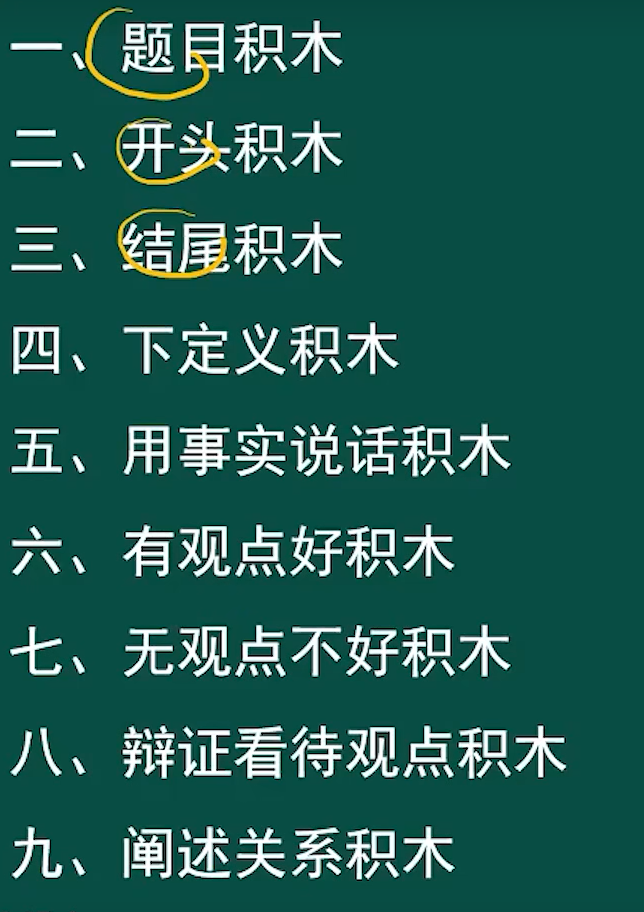 一、题目积木
二、开头积木
三、结尾积木
四、下定义积木
五、用事实说话积木
六、有观点好积木
七、无观点不好积木
八、辩证看待观点积木
九、阐述关系积木